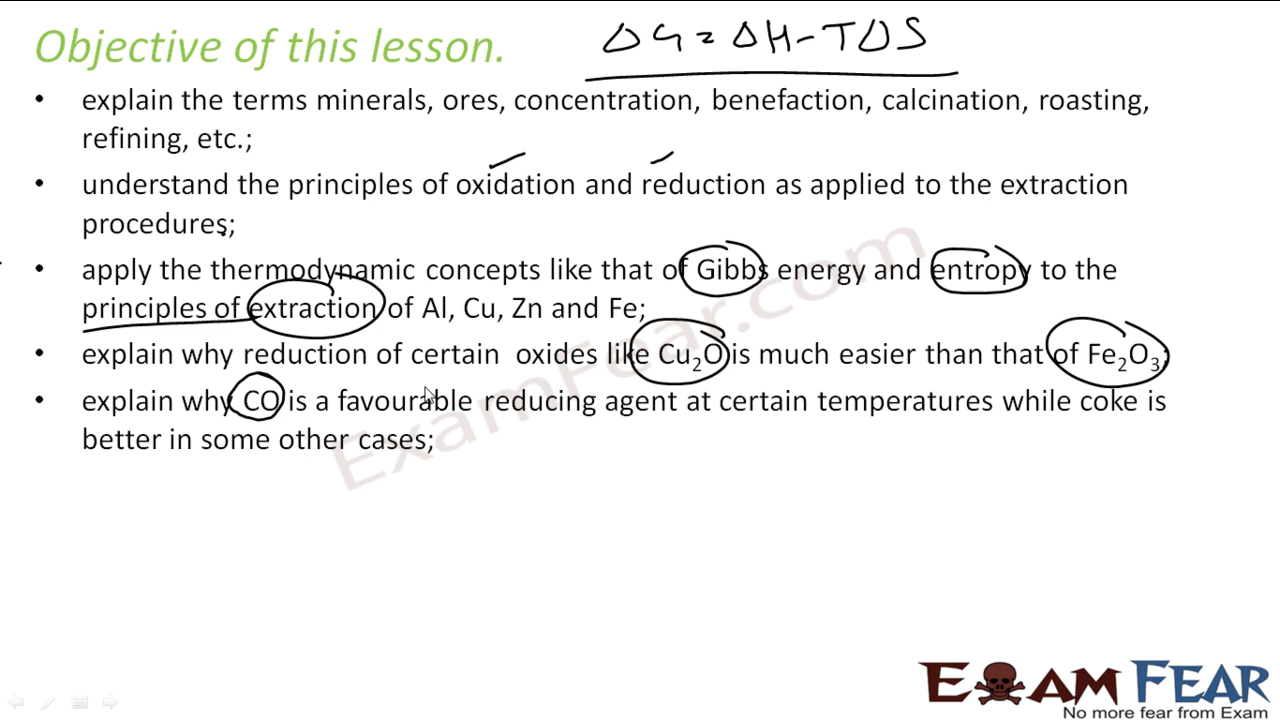 Objective of this lesson.
ΔG = ΔH - TΔS
• explain the terms minerals, ores, concentration, benefaction, calcination, roasting,
refining, etc.;
• understand the principles of oxidation and reduction as applied to the extraction
procedures;
• apply the thermodynamic concepts like that of Gibbs energy and entropy to the
principles of extraction of Al, Cu, Zn and Fe;
• explain why reduction of certain oxides like Cu₂O is much easier than that of Fe₂O₃;
• explain why CO is a favourable reducing agent at certain temperatures while coke is
better in some other cases;
ExamFear.com
EXAM FEAR
No more fear from Exam